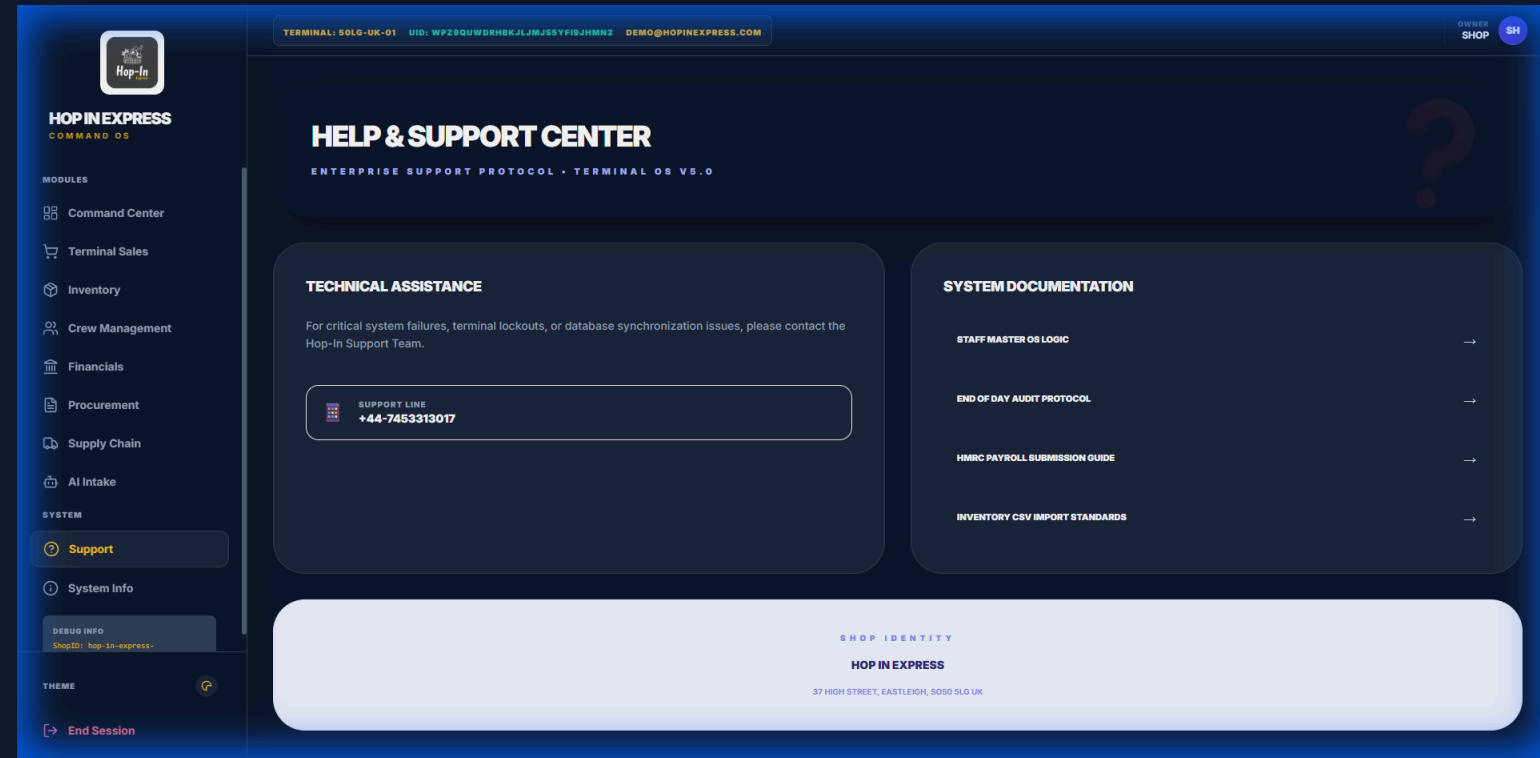 Hop-In
Express
HOP IN EXPRESS
COMMAND OS
MODULES
Command Center
Terminal Sales
Inventory
Crew Management
Financials
Procurement
Supply Chain
AI Intake
SYSTEM
Support
System Info
DEBUG INFO
ShopID: hop-in-express-
THEME
End Session
TERMINAL: 5OLG-UK-01 UID: WPZ9QUWDRHBKJLJMJS5YFI9JHMN2 DEMO@HOPINEXPRESS.COM
OWNER
SHOP
SH
HELP & SUPPORT CENTER
ENTERPRISE SUPPORT PROTOCOL • TERMINAL OS V5.0
?
TECHNICAL ASSISTANCE
For critical system failures, terminal lockouts, or database synchronization issues, please contact the
Hop-In Support Team.
SUPPORT LINE
+44-7453313017
SYSTEM DOCUMENTATION
STAFF MASTER OS LOGIC →
END OF DAY AUDIT PROTOCOL →
HMRC PAYROLL SUBMISSION GUIDE →
INVENTORY CSV IMPORT STANDARDS →
SHOP IDENTITY
HOP IN EXPRESS
37 HIGH STREET, EASTLEIGH, SO50 5LG UK